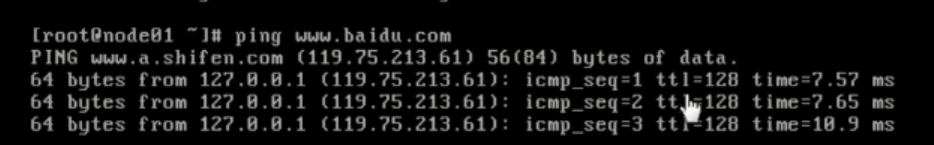 [root@node01 ~]# ping www.baidu.com
PING www.a.shifen.com (119.75.213.61) 56(84) bytes of data.
64 bytes from 127.0.0.1 (119.75.213.61): icmp_seq=1 ttl=128 time=7.57 ms
64 bytes from 127.0.0.1 (119.75.213.61): icmp_seq=2 ttl=128 time=7.65 ms
64 bytes from 127.0.0.1 (119.75.213.61): icmp_seq=3 ttl=128 time=10.9 ms